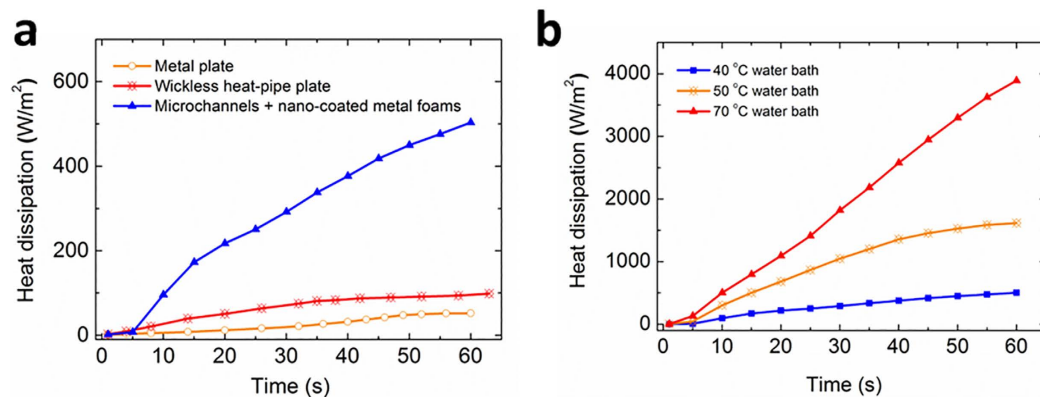 a
Metal plate
Wickless heat-pipe plate
Microchannels + nano-coated metal foams
Heat dissipation (W/m²)
600
400
200
0
0 10 20 30 40 50 60
Time (s)
b
40 °C water bath
50 °C water bath
70 °C water bath
Heat dissipation (W/m²)
4000
3000
2000
1000
0
0 10 20 30 40 50 60
Time (s)